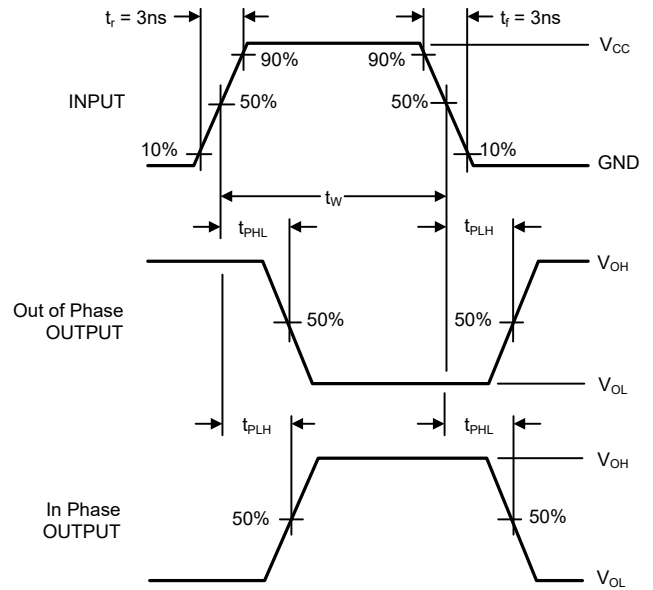 tr = 3ns
tf = 3ns
VCC
90%
90%
INPUT
50%
50%
10%
10%
GND
tW
tPHL
tPLH
VOH
Out of Phase
OUTPUT
50%
50%
VOL
tPLH
tPHL
VOH
In Phase
OUTPUT
50%
50%
VOL